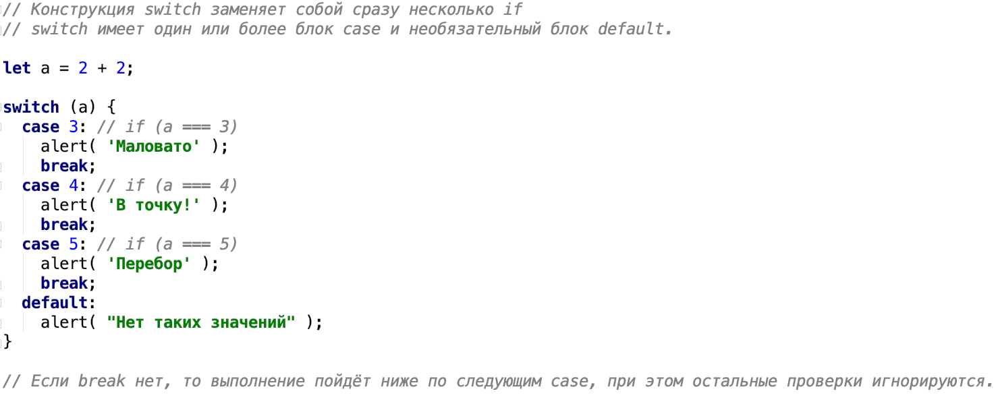 // Конструкция switch заменяет собой сразу несколько if
// switch имеет один или более блок case и необязательный блок default.
let a = 2 + 2;
switch (a) {
case 3: // if (a === 3)
alert( 'Маловато' );
break;
case 4: // if (a === 4)
alert( 'В точку!' );
break;
case 5: // if (a === 5)
alert( 'Перебор' );
break;
default:
alert( "Нет таких значений" );
}
// Если break нет, то выполнение пойдёт ниже по следующим case, при этом остальные проверки игнорируются.